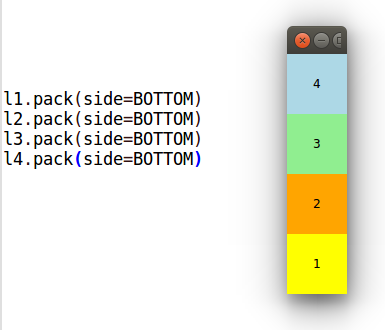 l1.pack(side=BOTTOM)
l2.pack(side=BOTTOM)
l3.pack(side=BOTTOM)
l4.pack(side=BOTTOM)
4
3
2
1